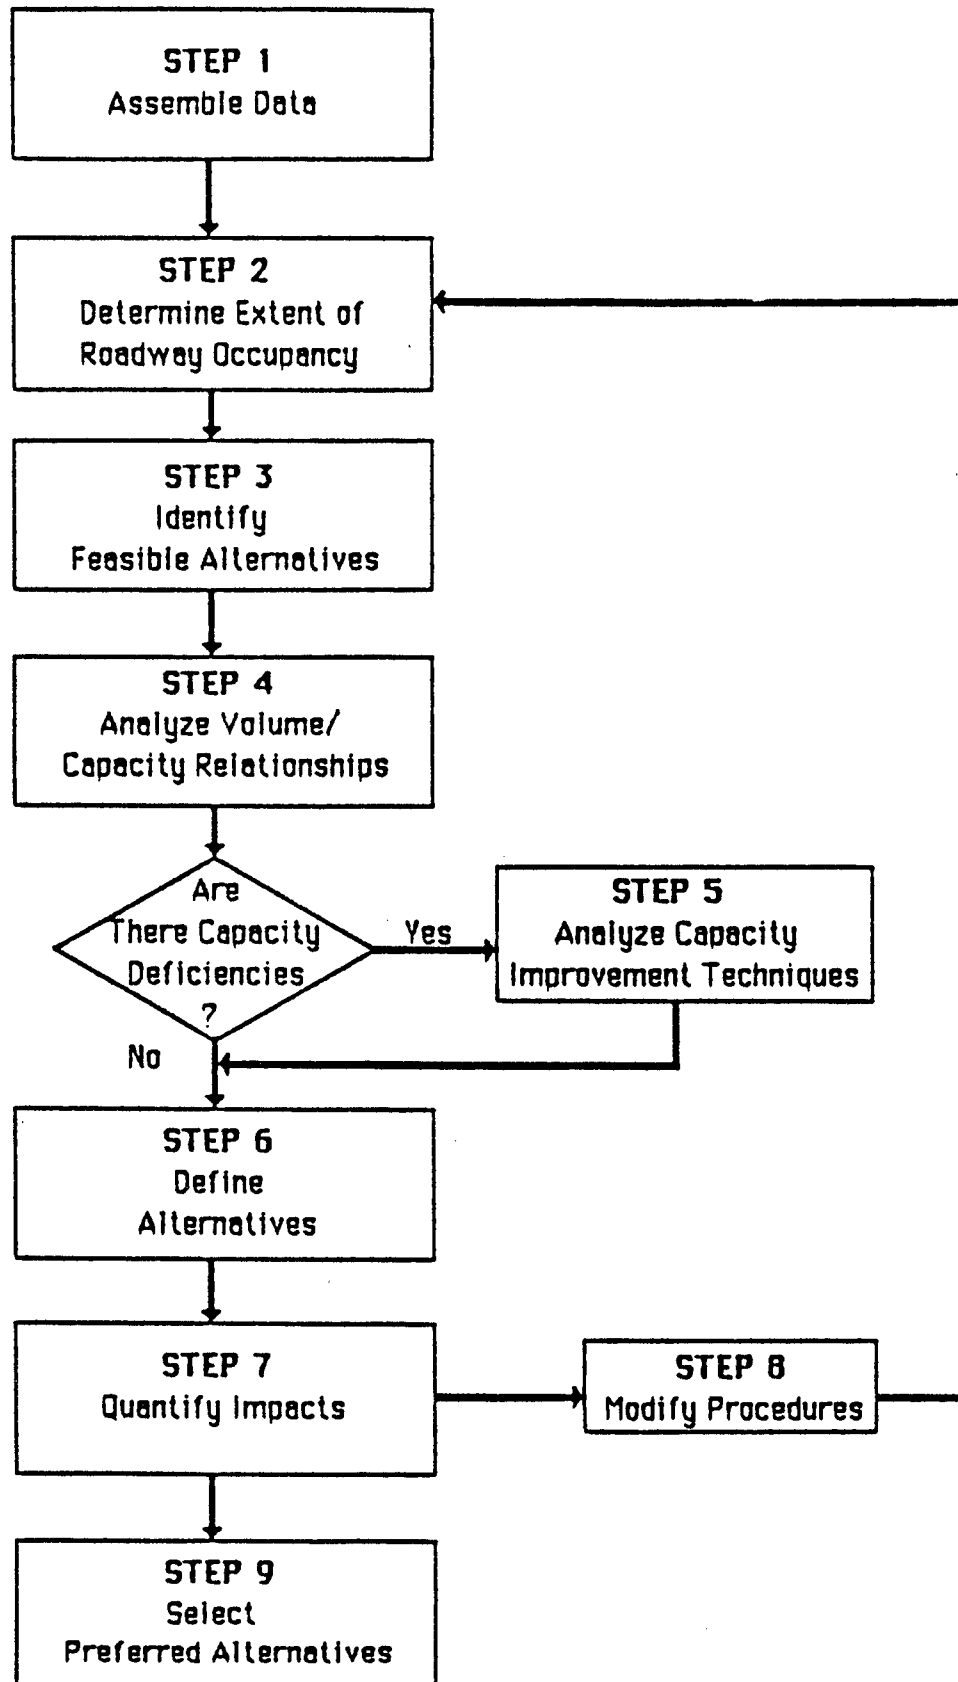 STEP 1
Assemble Data
STEP 2
Determine Extent of
Roadway Occupancy
STEP 3
Identify
Feasible Alternatives
STEP 4
Analyze Volume/
Capacity Relationships
Are
There Capacity
Deficiencies
?
Yes
STEP 5
Analyze Capacity
Improvement Techniques
No
STEP 6
Define
Alternatives
STEP 7
Quantify Impacts
STEP 8
Modify Procedures
STEP 9
Select
Preferred Alternatives